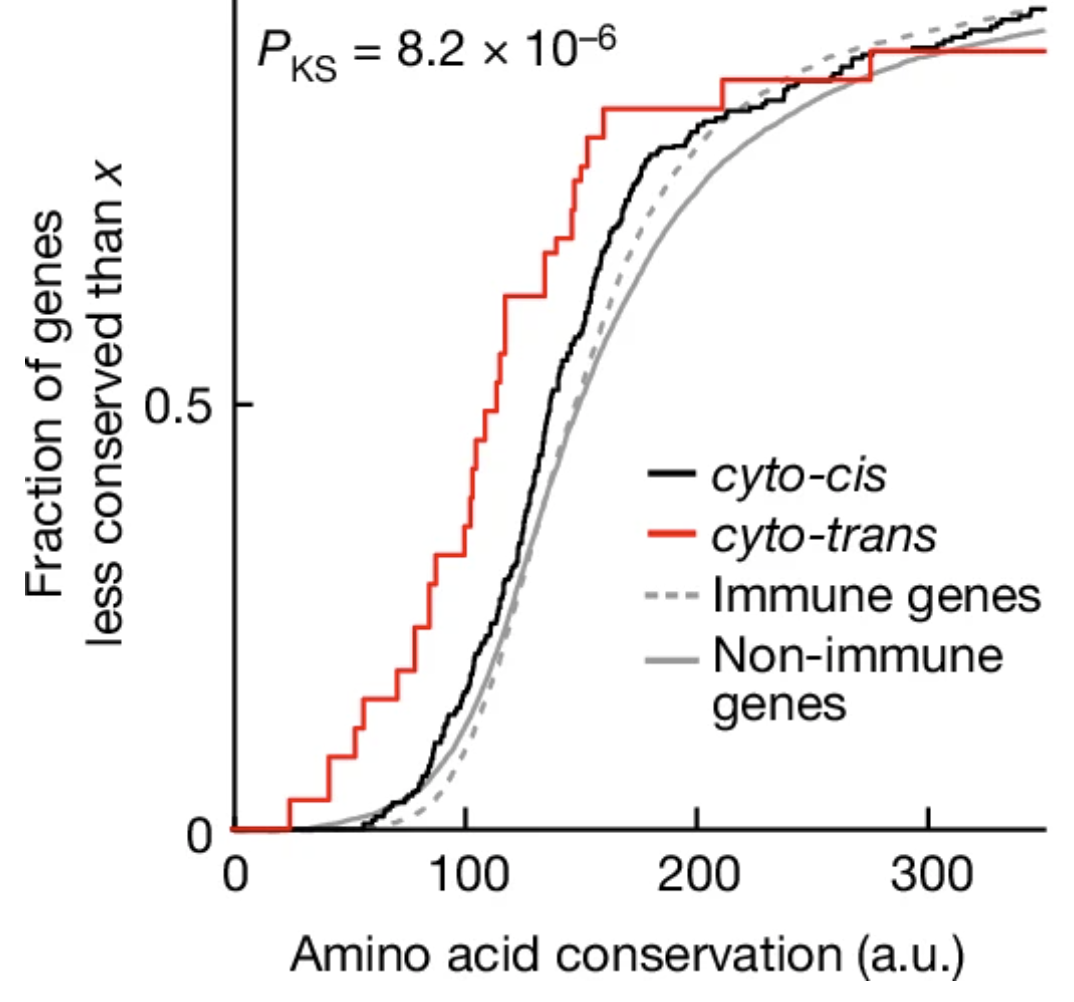 P_KS = 8.2 × 10⁻⁶
Fraction of genes
less conserved than x
0.5
0
0 100 200 300
Amino acid conservation (a.u.)
cyto-cis
cyto-trans
Immune genes
Non-immune
genes